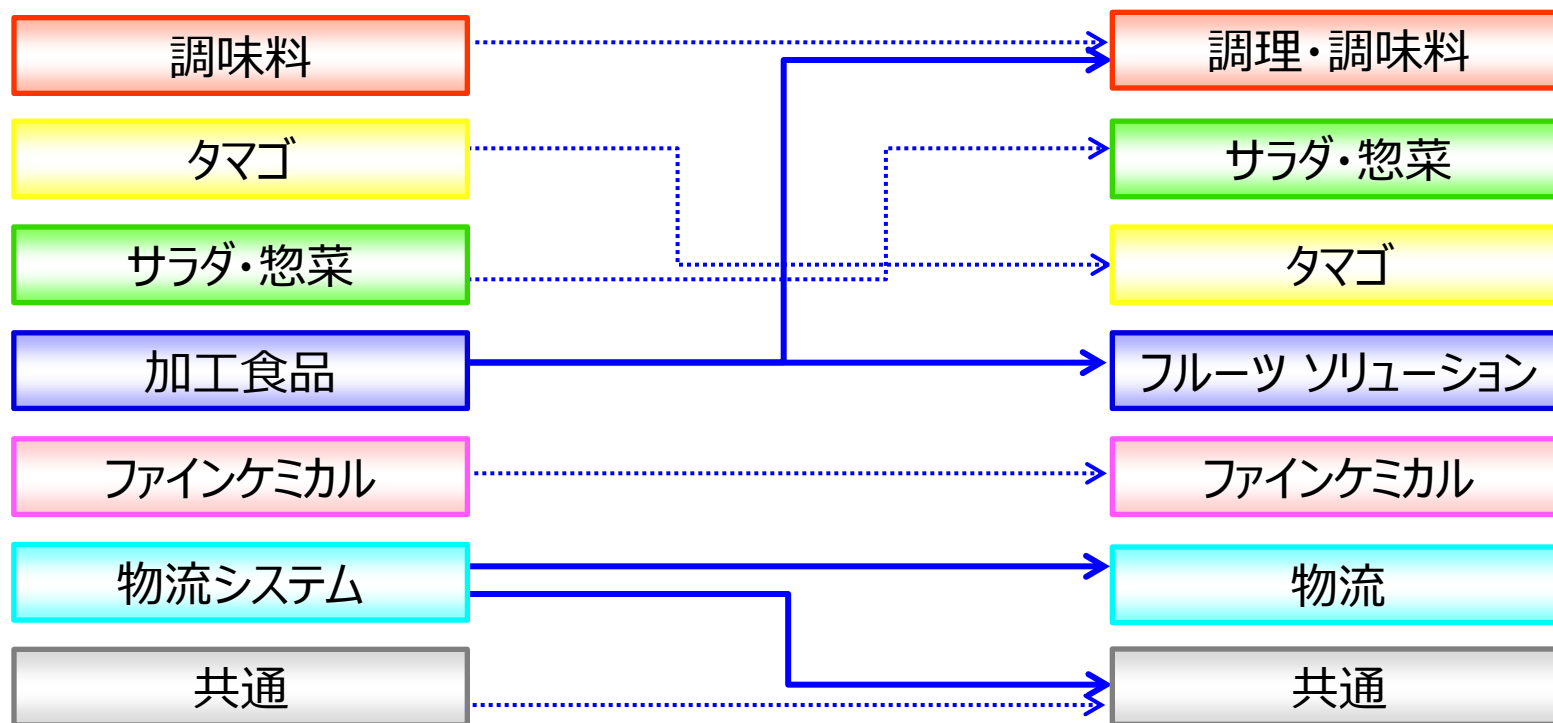 調味料
タマゴ
サラダ・惣菜
加工食品
ファインケミカル
物流システム
共通
調理・調味料
サラダ・惣菜
タマゴ
フルーツ ソリューション
ファインケミカル
物流
共通